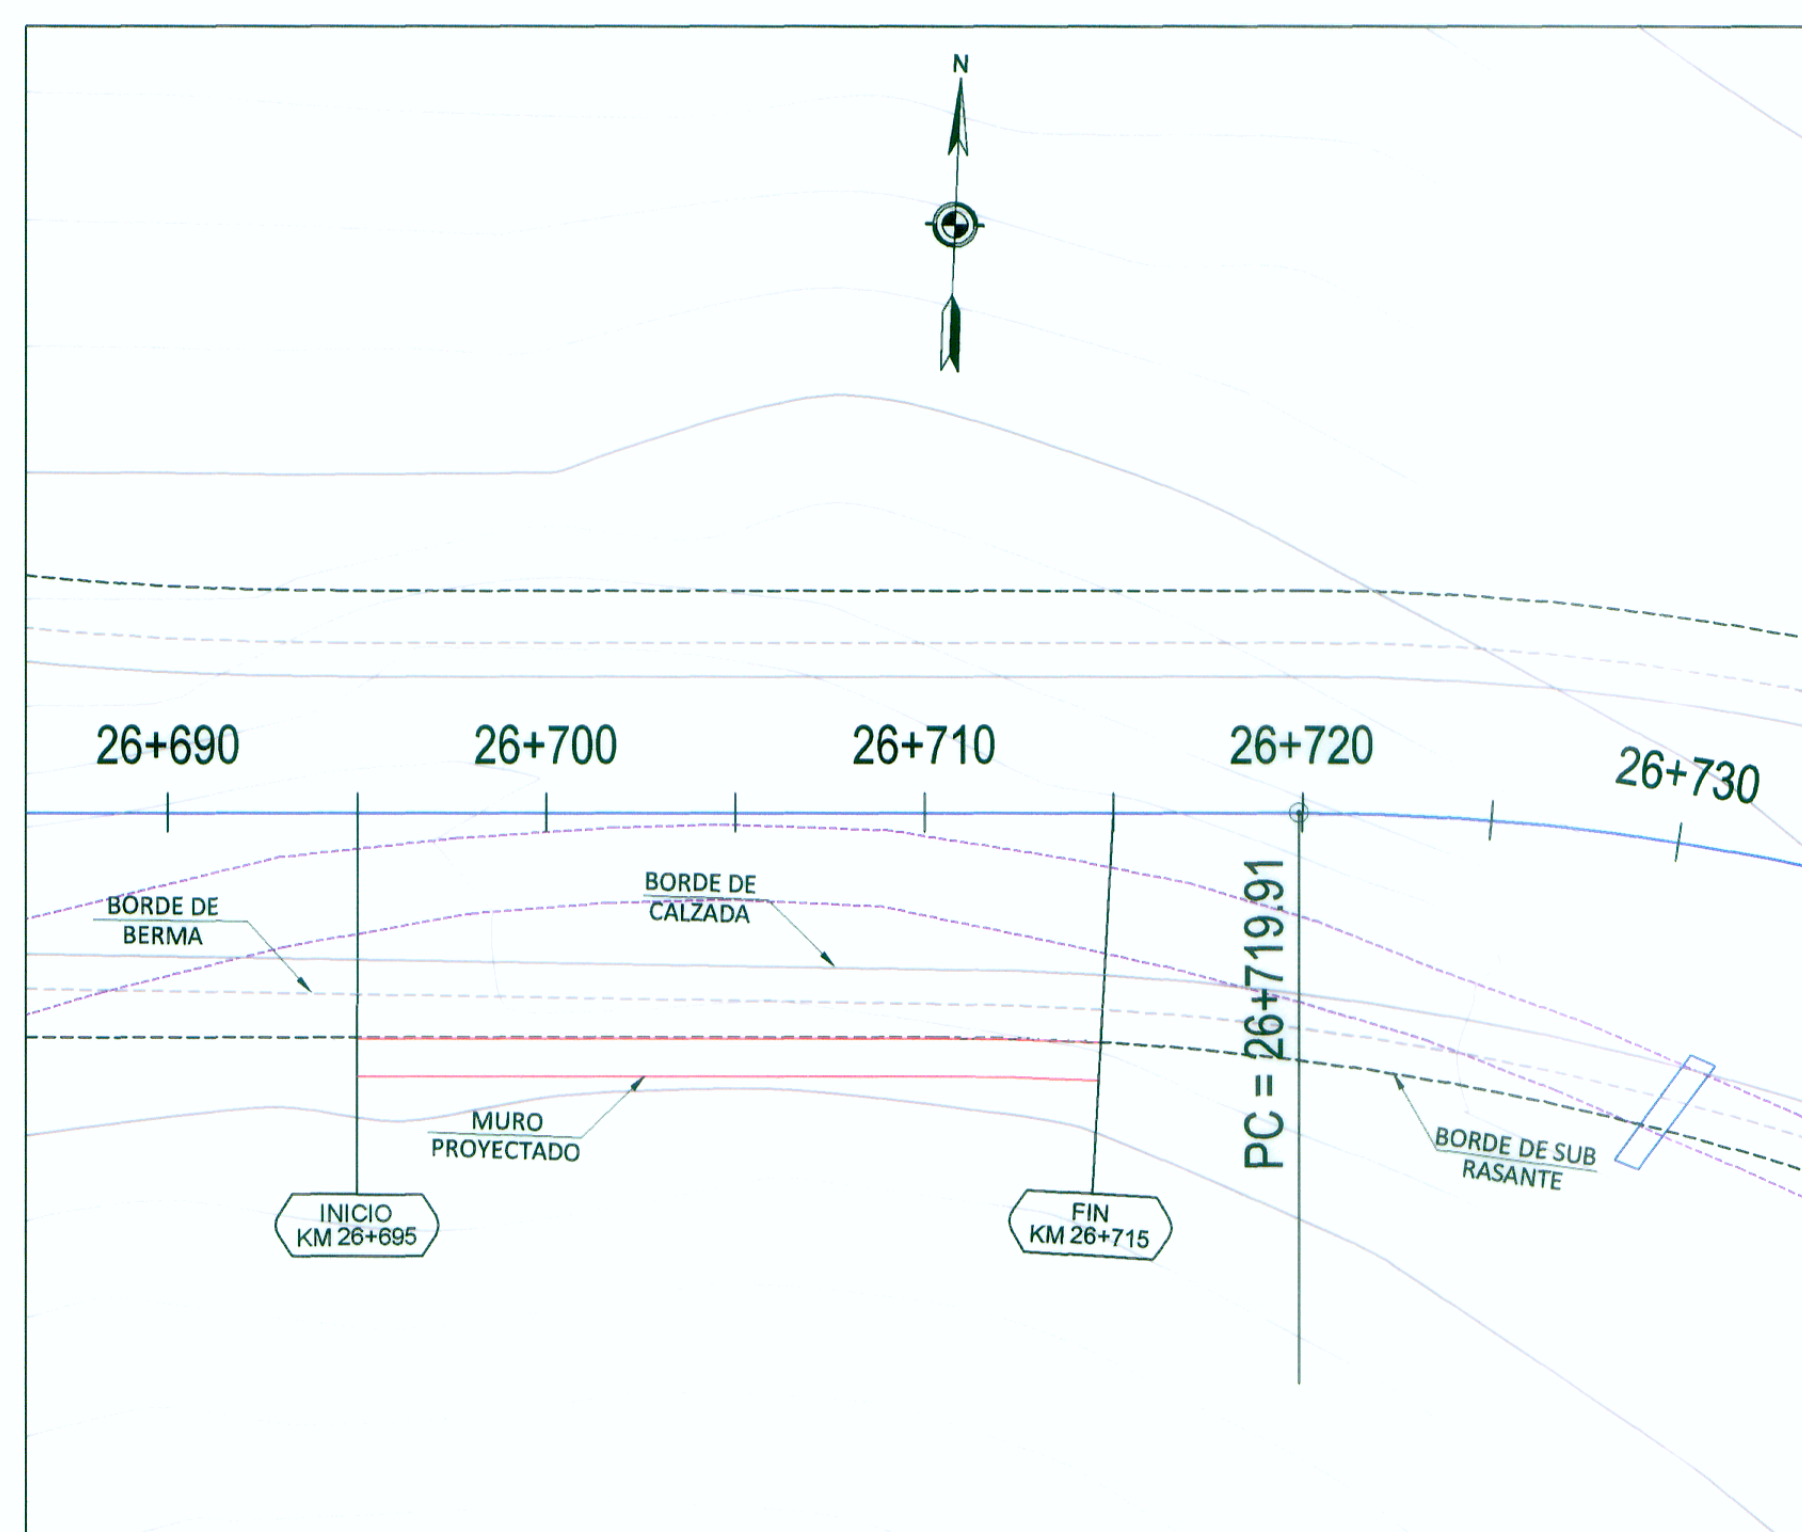 N
26+690
26+700
26+710
26+720
26+730
BORDE DE
BERMA
BORDE DE
CALZADA
PC = 26+719.91
MURO
PROYECTADO
BORDE DE SUB
RASANTE
INICIO
KM 26+695
FIN
KM 26+715